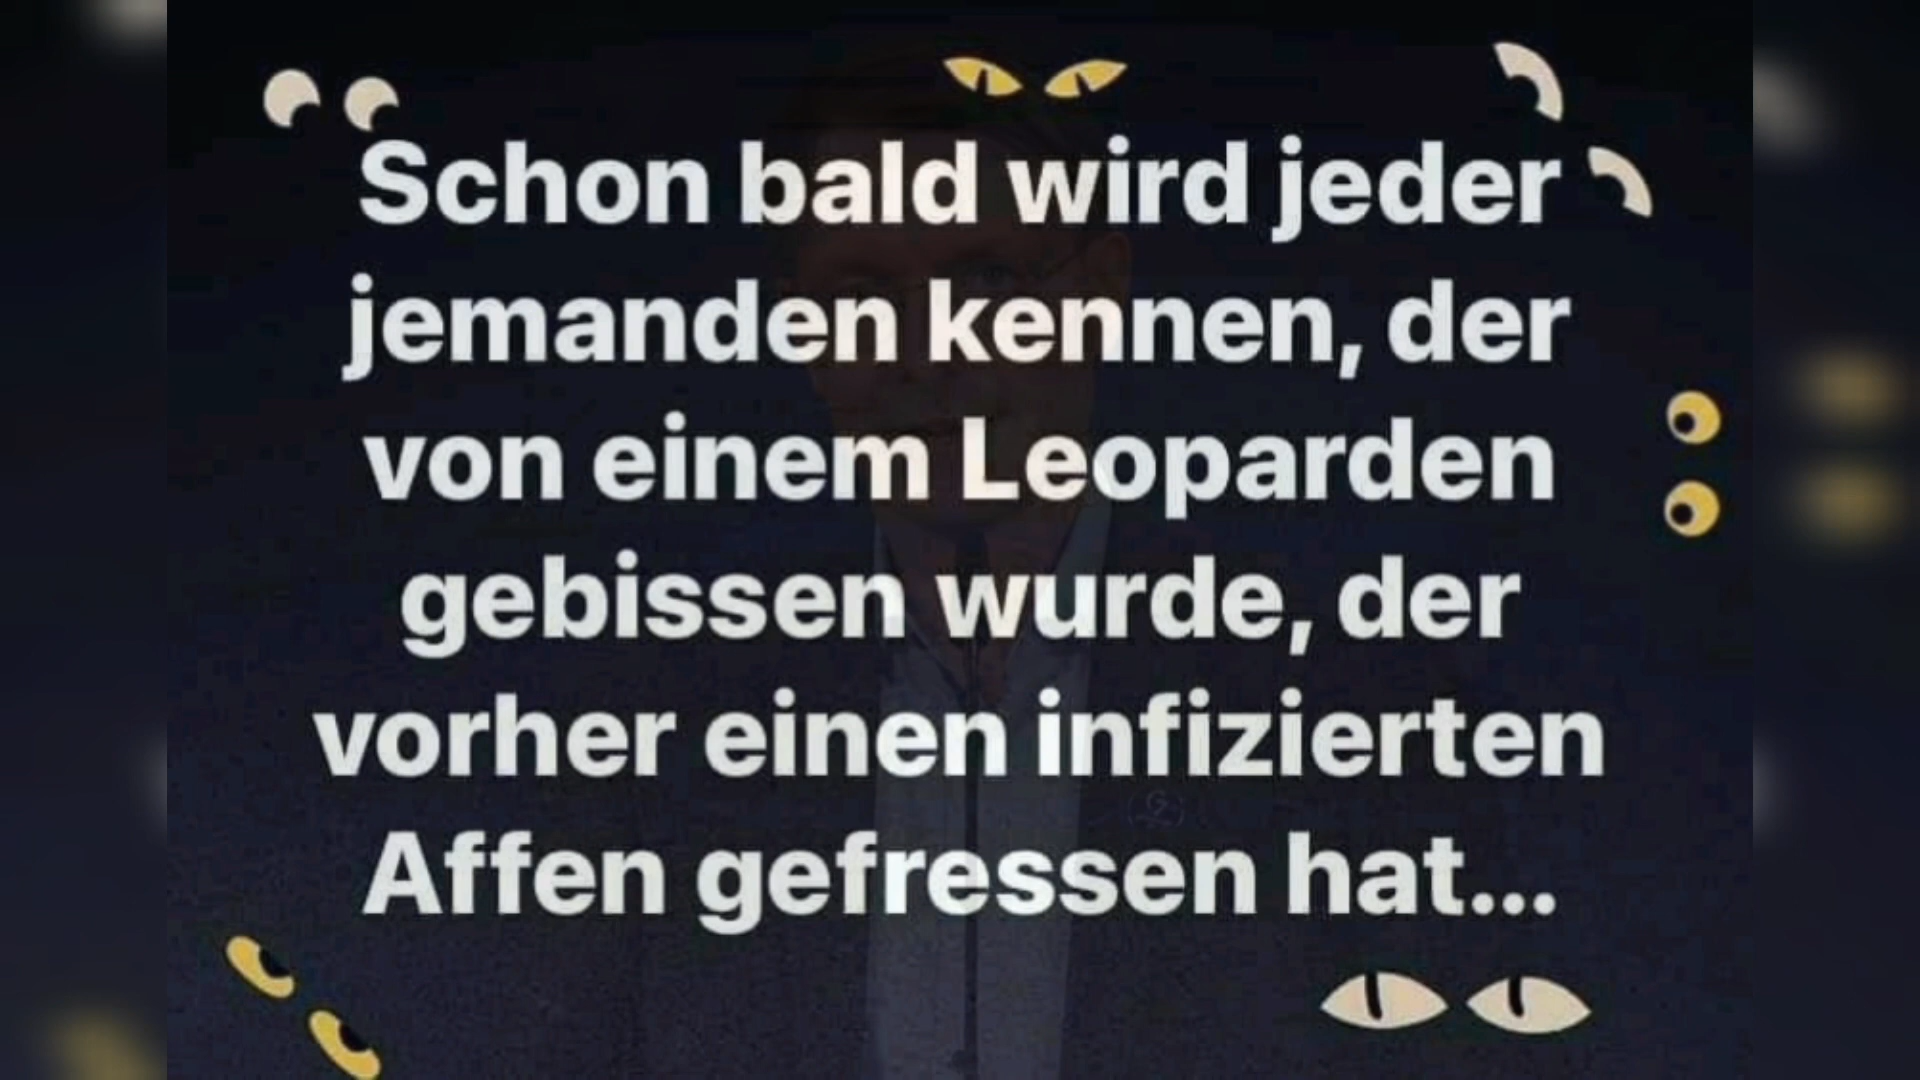 Schon bald wird jeder
jemanden kennen, der
von einem Leoparden
gebissen wurde, der
vorher einen infizierten
Affen gefressen hat...